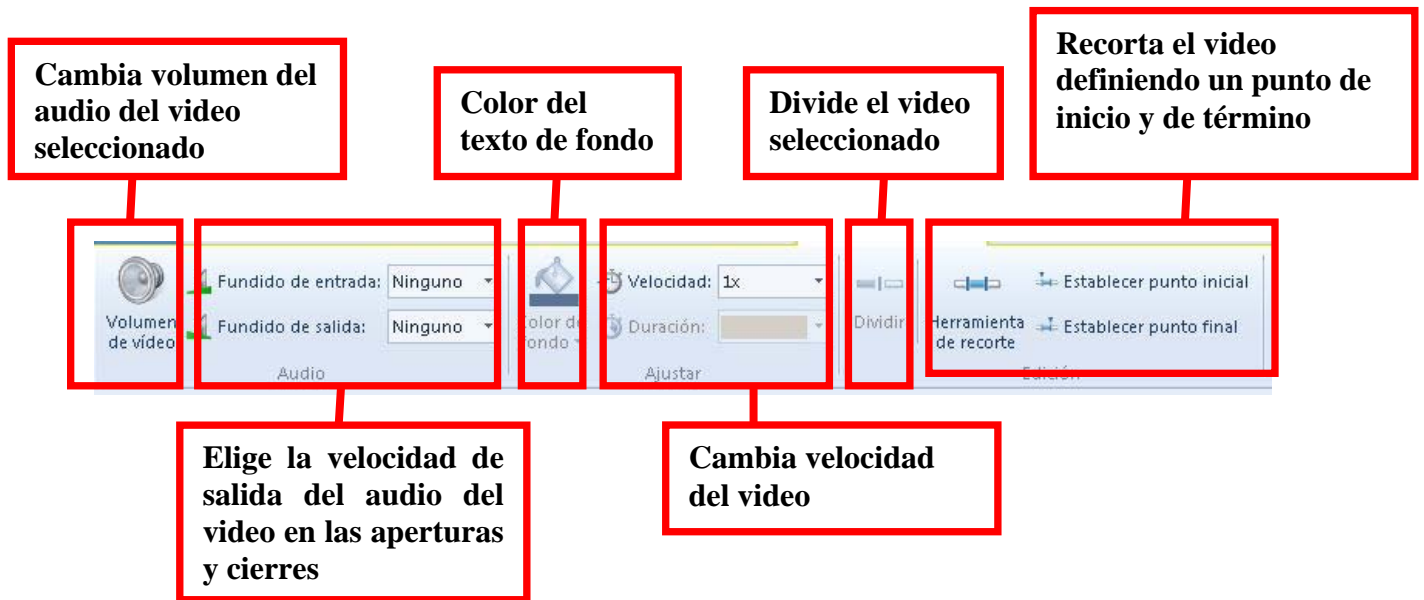 Cambia volumen del
audio del video
seleccionado
Color del
texto de fondo
Divide el video
seleccionado
Recorta el video
definiendo un punto de
inicio y de término
Volumen
de vídeo
Fundido de entrada: Ninguno
Fundido de salida: Ninguno
Audio
Color de
fondo
Velocidad: 1x
Duración:
Ajustar
Dividir
Herramienta
de recorte
Establecer punto inicial
Establecer punto final
Edición
Elige la velocidad de
salida del audio del
video en las aperturas
y cierres
Cambia velocidad
del video